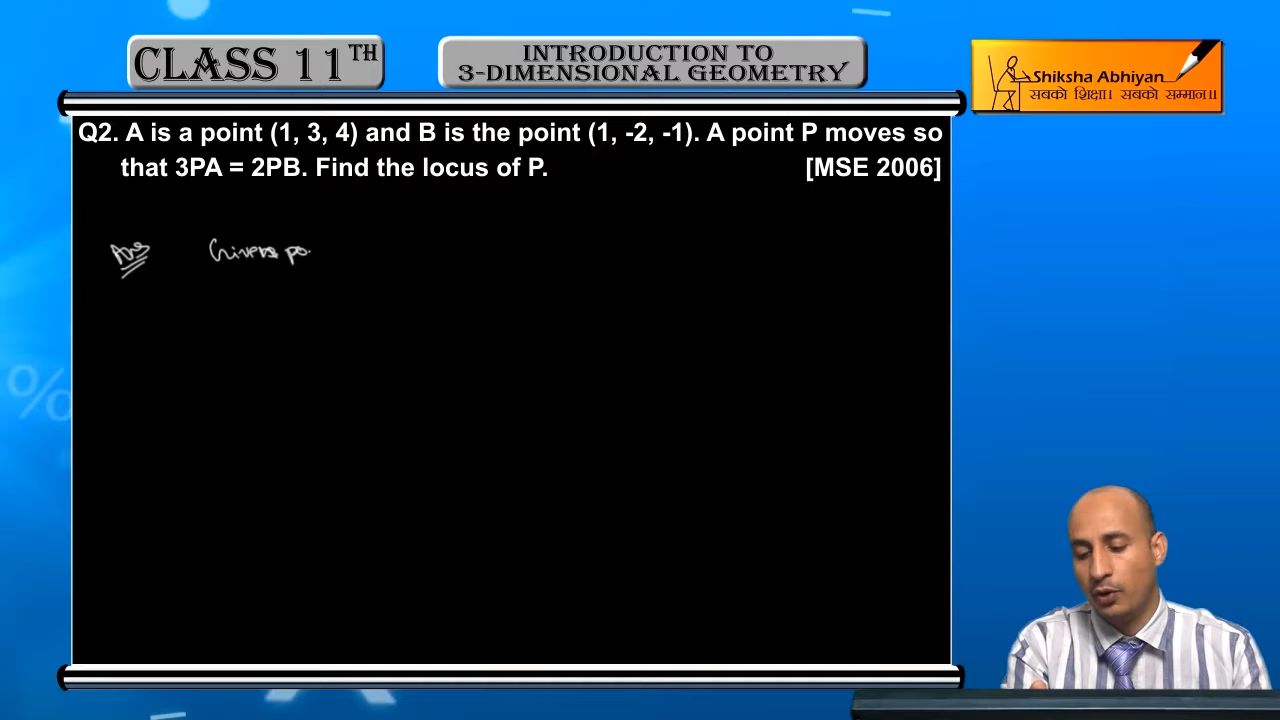 CLASS 11TH
INTRODUCTION TO
3-DIMENSIONAL GEOMETRY
Shiksha Abhiyan
सबको शिक्षा। सबको सम्मान।।
Q2. A is a point (1, 3, 4) and B is the point (1, -2, -1). A point P moves so
that 3PA = 2PB. Find the locus of P. [MSE 2006]
Ans Given po
%